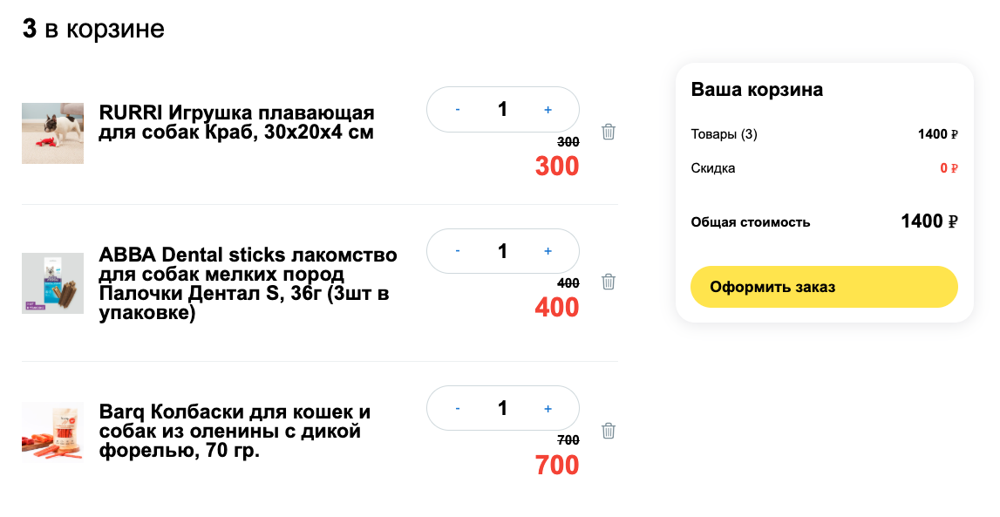 3 в корзине
RURRI Игрушка плавающая
для собак Краб, 30х20х4 см
- 1 +
300
300
ABBA Dental sticks лакомство
для собак мелких пород
Палочки Дентал S, 36г (3шт в
упаковке)
- 1 +
400
400
Barq Колбаски для кошек и
собак из оленины с дикой
форелью, 70 гр.
- 1 +
700
700
Ваша корзина
Товары (3) 1400 ₽
Скидка 0 ₽
Общая стоимость 1400 ₽
Оформить заказ